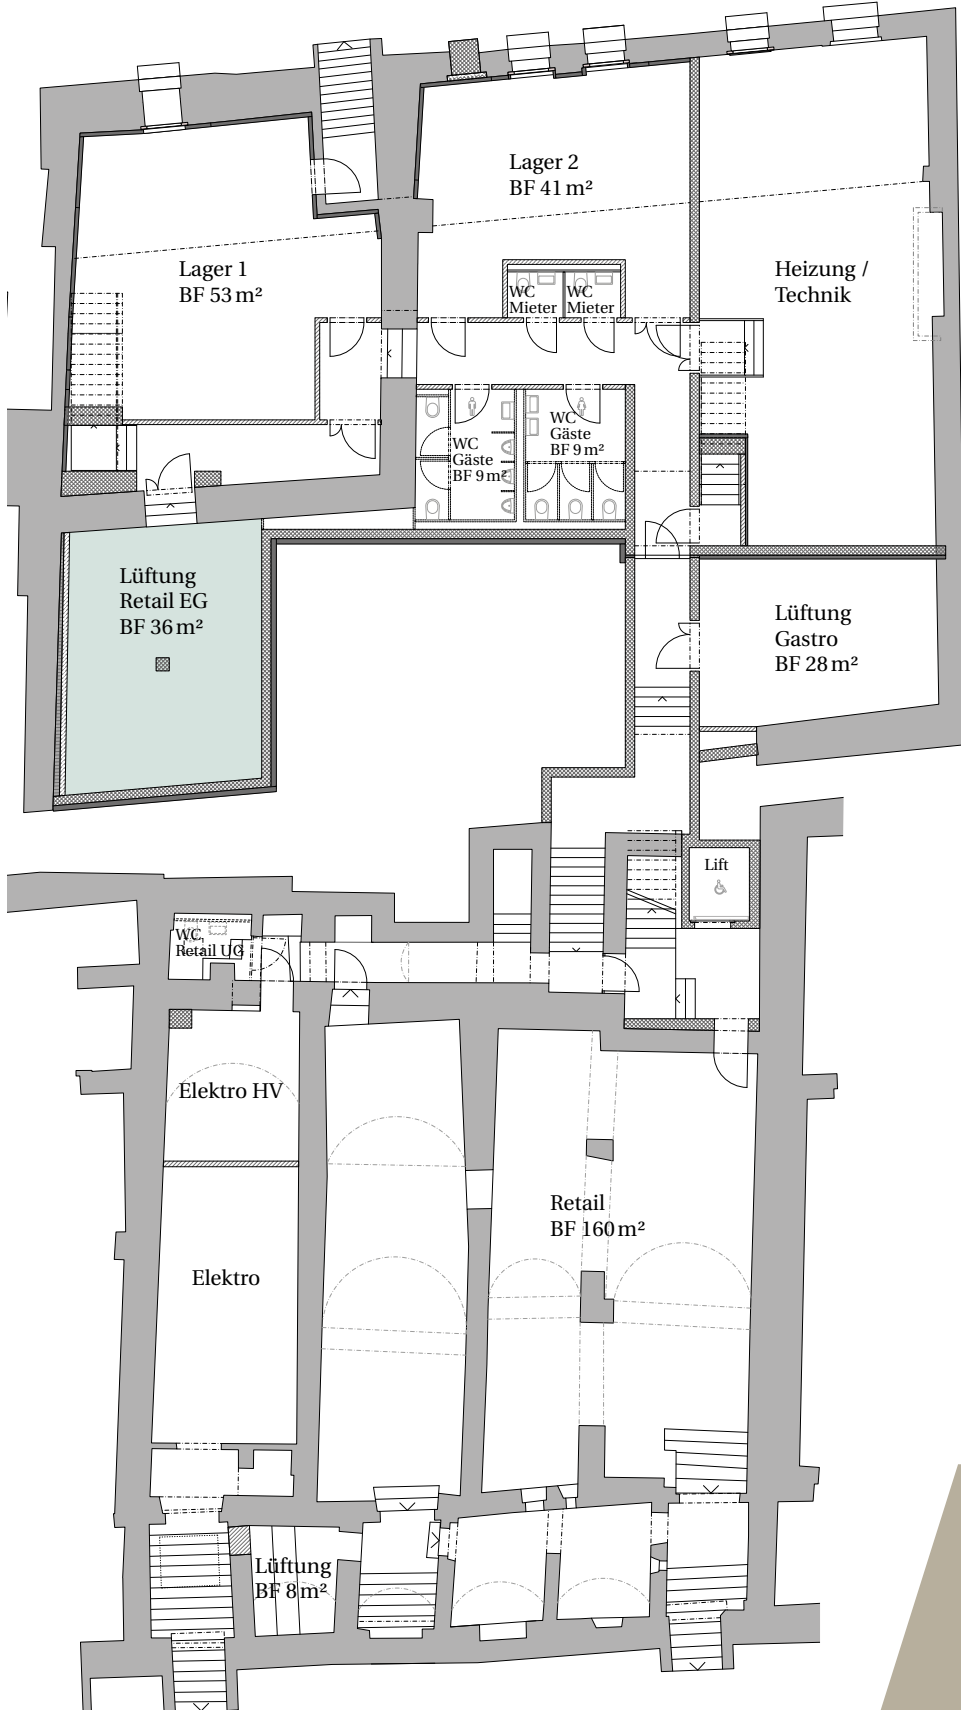 Lager 2
BF 41 m²
Lager 1
BF 53 m²
Heizung /
Technik
WC
Mieter
WC
Mieter
WC
Gäste
BF 9 m²
WC
Gäste
BF 9 m²
Lüftung
Retail EG
BF 36 m²
Lüftung
Gastro
BF 28 m²
Lift
WC
Retail UG
Elektro HV
Retail
BF 160 m²
Elektro
Lüftung
BF 8 m²